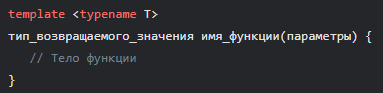 template <typename T>
тип_возвращаемого_значения имя_функции(параметры) {
// Тело функции
}